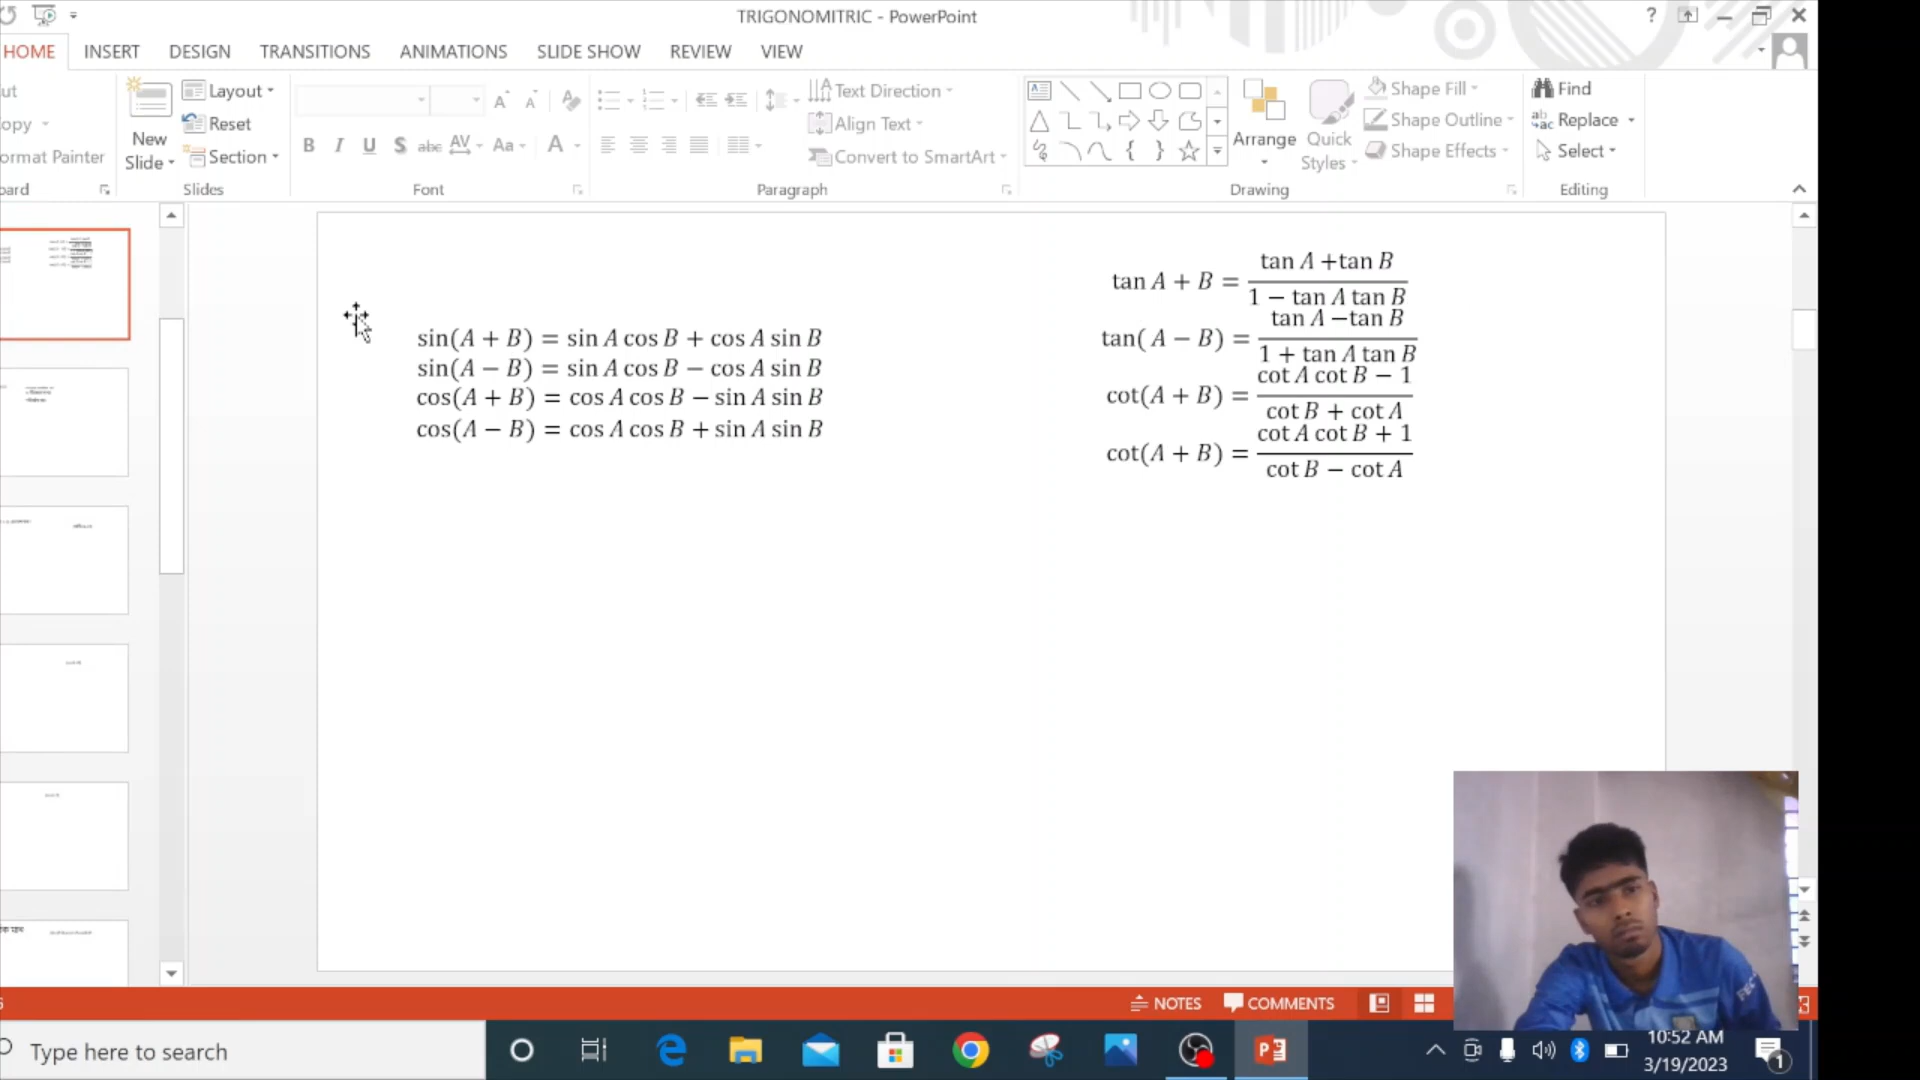 TRIGONOMITRIC - PowerPoint
HOME INSERT DESIGN TRANSITIONS ANIMATIONS SLIDE SHOW REVIEW VIEW
Layout
Reset
Section
New
Slide
ormat Painter
Text Direction
Align Text
Convert to SmartArt
Arrange
Quick
Styles
Shape Fill
Shape Outline
Shape Effects
Find
Replace
Select
Slides Font Paragraph Drawing Editing
sin(A + B) = sin A cos B + cos A sin B
sin(A − B) = sin A cos B − cos A sin B
cos(A + B) = cos A cos B − sin A sin B
cos(A − B) = cos A cos B + sin A sin B
tan A + B = (tan A +tan B)/(1 − tan A tan B)
tan( A − B) = (tan A −tan B)/(1 + tan A tan B)
cot(A + B) = (cot A cot B − 1)/(cot B + cot A)
cot(A + B) = (cot A cot B + 1)/(cot B − cot A)
NOTES COMMENTS
Type here to search
10:52 AM
3/19/2023
1